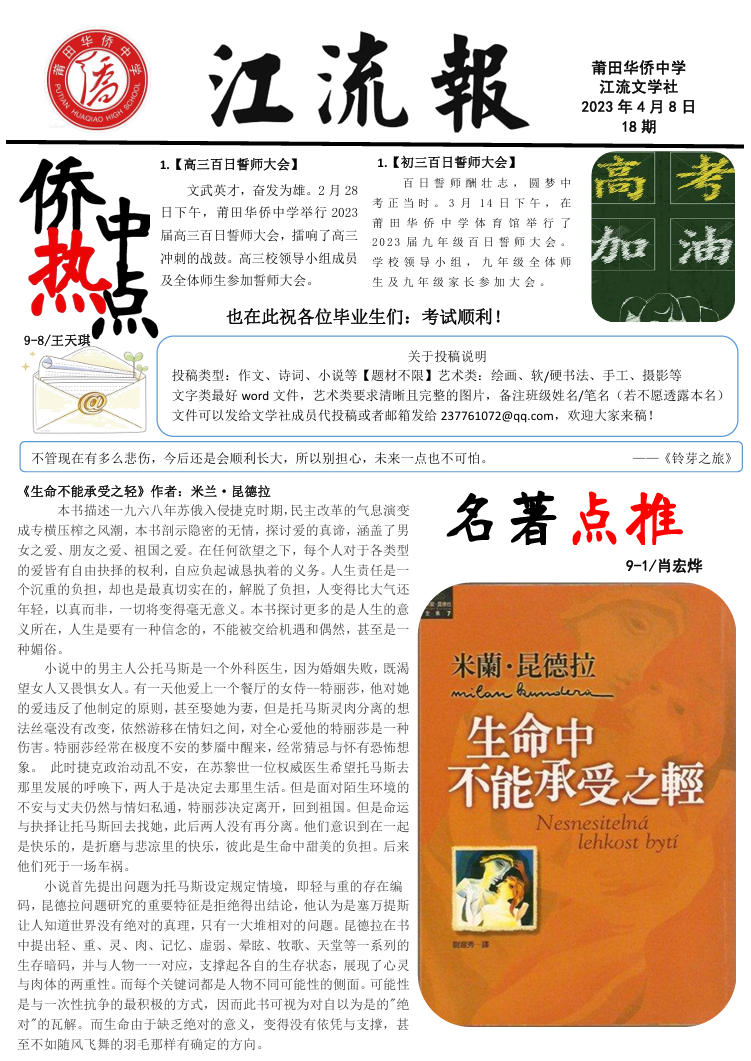 莆田华侨中学
PUTIAN HUAQIAO HIGH SCHOOL
侨
江流報
莆田华侨中学
江流文学社
2023 年 4 月 8 日
18 期
侨中
热点
9-8/王天琪
1.【高三百日誓师大会】
文武英才，奋发为雄。2 月 28
日下午，莆田华侨中学举行 2023
届高三百日誓师大会，擂响了高三
冲刺的战鼓。高三校领导小组成员
及全体师生参加誓师大会。
1.【初三百日誓师大会】
百日誓师酬壮志，圆梦中
考正当时。3 月 14 日下午，在
莆田华侨中学体育馆举行了
2023 届九年级百日誓师大会。
学校领导小组，九年级全体师
生及九年级家长参加大会。
高考
加油
也在此祝各位毕业生们：考试顺利！
@
关于投稿说明
投稿类型：作文、诗词、小说等【题材不限】艺术类：绘画、软/硬书法、手工、摄影等
文字类最好 word 文件，艺术类要求清晰且完整的图片，备注班级姓名/笔名（若不愿透露本名）
文件可以发给文学社成员代投稿或者邮箱发给 237761072@qq.com，欢迎大家来稿！
不管现在有多么悲伤，今后还是会顺利长大，所以别担心，未来一点也不可怕。 ——《铃芽之旅》
《生命不能承受之轻》作者：米兰·昆德拉
本书描述一九六八年苏俄入侵捷克时期，民主改革的气息演变
成专横压榨之风潮，本书剖示隐密的无情，探讨爱的真谛，涵盖了男
女之爱、朋友之爱、祖国之爱。在任何欲望之下，每个人对于各类型
的爱皆有自由抉择的权利，自应负起诚恳执着的义务。人生责任是一
个沉重的负担，却也是最真切实在的，解脱了负担，人变得比大气还
年轻，以真而非，一切将变得毫无意义。本书探讨更多的是人生的意
义所在，人生是要有一种信念的，不能被交给机遇和偶然，甚至是一
种媚俗。
小说中的男主人公托马斯是一个外科医生，因为婚姻失败，既渴
望女人又畏惧女人。有一天他爱上一个餐厅的女侍--特丽莎，他对她
的爱违反了他制定的原则，甚至娶她为妻，但是托马斯灵肉分离的想
法丝毫没有改变，依然游移在情妇之间，对全心爱他的特丽莎是一种
伤害。特丽莎经常在极度不安的梦魇中醒来，经常猜忌与怀有恐怖想
象。 此时捷克政治动乱不安，在苏黎世一位权威医生希望托马斯去
那里发展的呼唤下，两人于是决定去那里生活。但是面对陌生环境的
不安与丈夫仍然与情妇私通，特丽莎决定离开，回到祖国。但是命运
与抉择让托马斯回去找她，此后两人没有再分离。他们意识到在一起
是快乐的，是折磨与悲凉里的快乐，彼此是生命中甜美的负担。后来
他们死于一场车祸。
小说首先提出问题为托马斯设定规定情境，即轻与重的存在编
码，昆德拉问题研究的重要特征是拒绝得出结论，他认为是塞万提斯
让人知道世界没有绝对的真理，只有一大堆相对的问题。昆德拉在书
中提出轻、重、灵、肉、记忆、虚弱、晕眩、牧歌、天堂等一系列的
生存暗码，并与人物一一对应，支撑起各自的生存状态，展现了心灵
与肉体的两重性。而每个关键词都是人物不同可能性的侧面。可能性
是与一次性抗争的最积极的方式，因而此书可视为对自以为是的"绝
对"的瓦解。而生命由于缺乏绝对的意义，变得没有依凭与支撑，甚
至不如随风飞舞的羽毛那样有确定的方向。
名著点推
9-1/肖宏烨
米蘭·昆德拉
milan kundera
生命中
不能承受之輕
Nesnesitelná
lehkost bytí
尉遲秀 譯